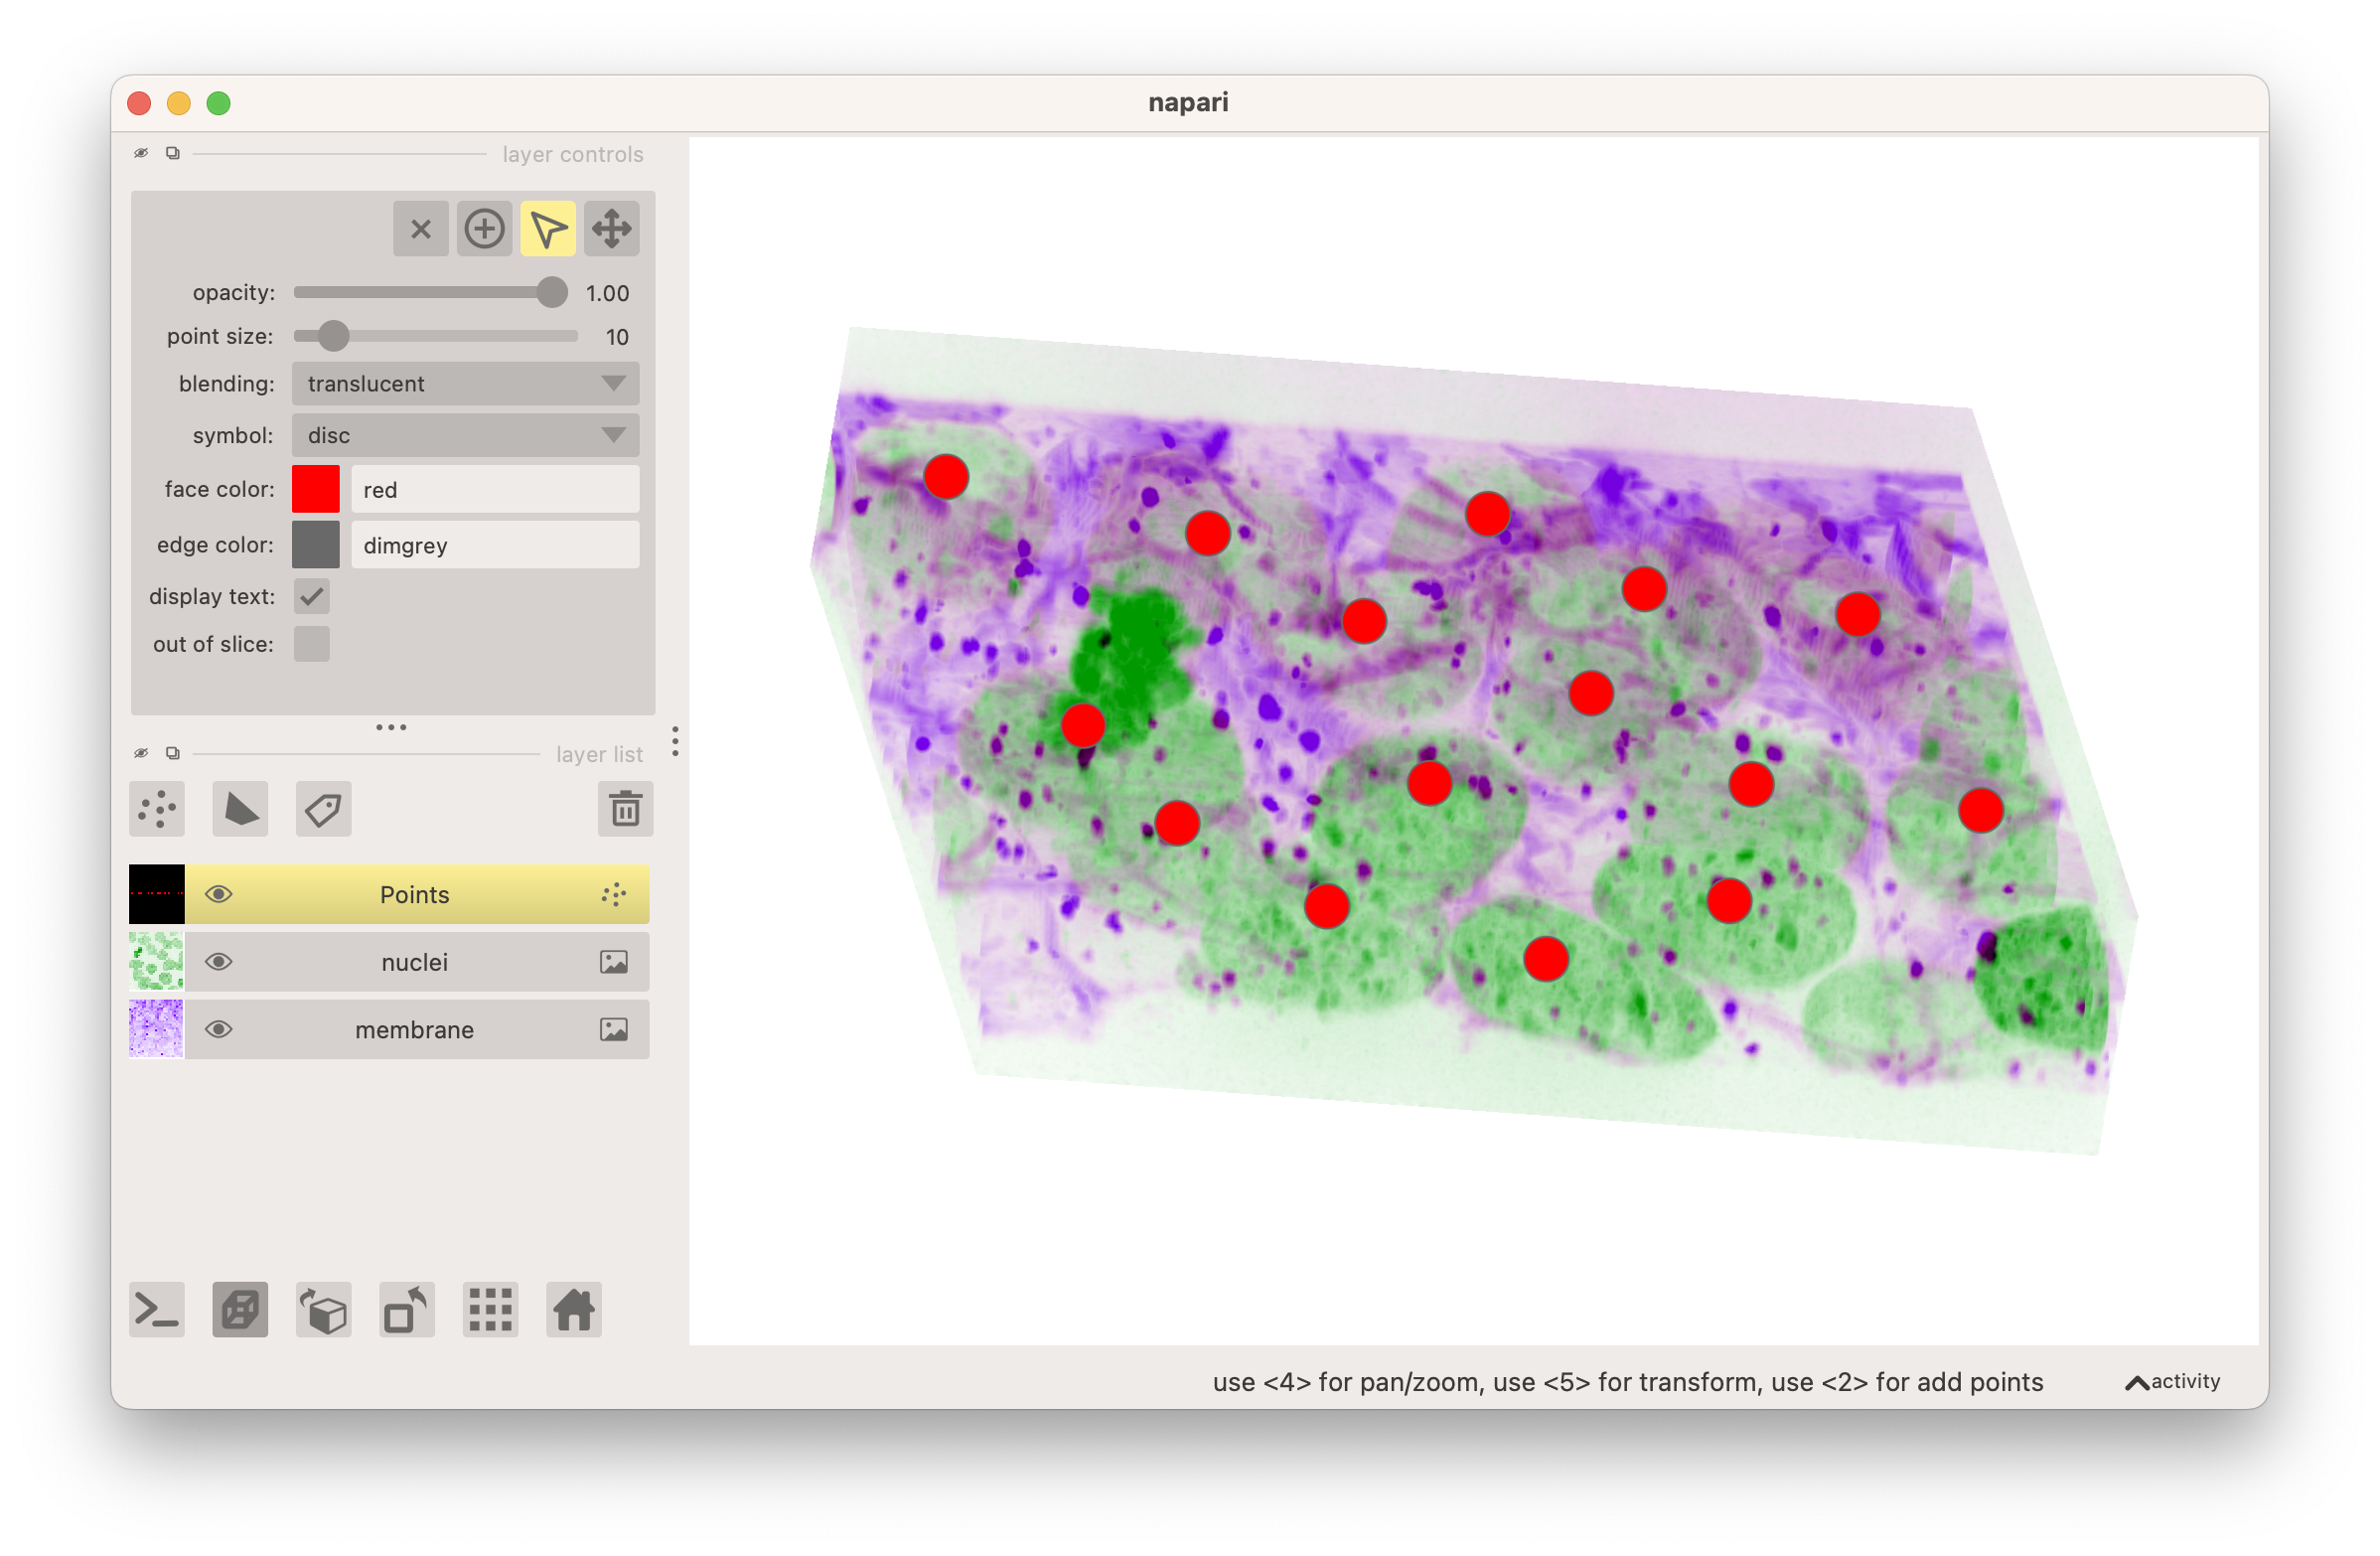 napari
layer controls
opacity: 1.00
point size: 10
blending: translucent
symbol: disc
face color: red
edge color: dimgrey
display text:
out of slice:
layer list
Points
nuclei
membrane
use <4> for pan/zoom, use <5> for transform, use <2> for add points
activity